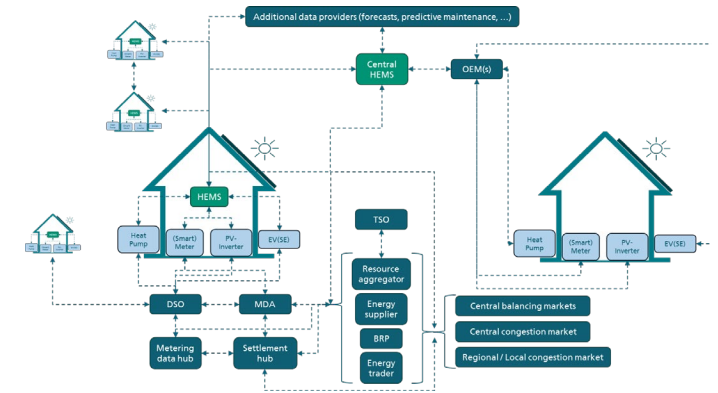 Additional data providers (forecasts, predictive maintenance, ...)
Central
HEMS
OEM(s)
HEMS
Heat
Pump
(Smart)
Meter
PV-
Inverter
EV(SE)
TSO
Resource
aggregator
Energy
supplier
BRP
Energy
trader
DSO
MDA
Metering
data hub
Settlement
hub
Central balancing markets
Central congestion market
Regional / Local congestion market
Heat
Pump
(Smart)
Meter
PV-
Inverter
EV(SE)